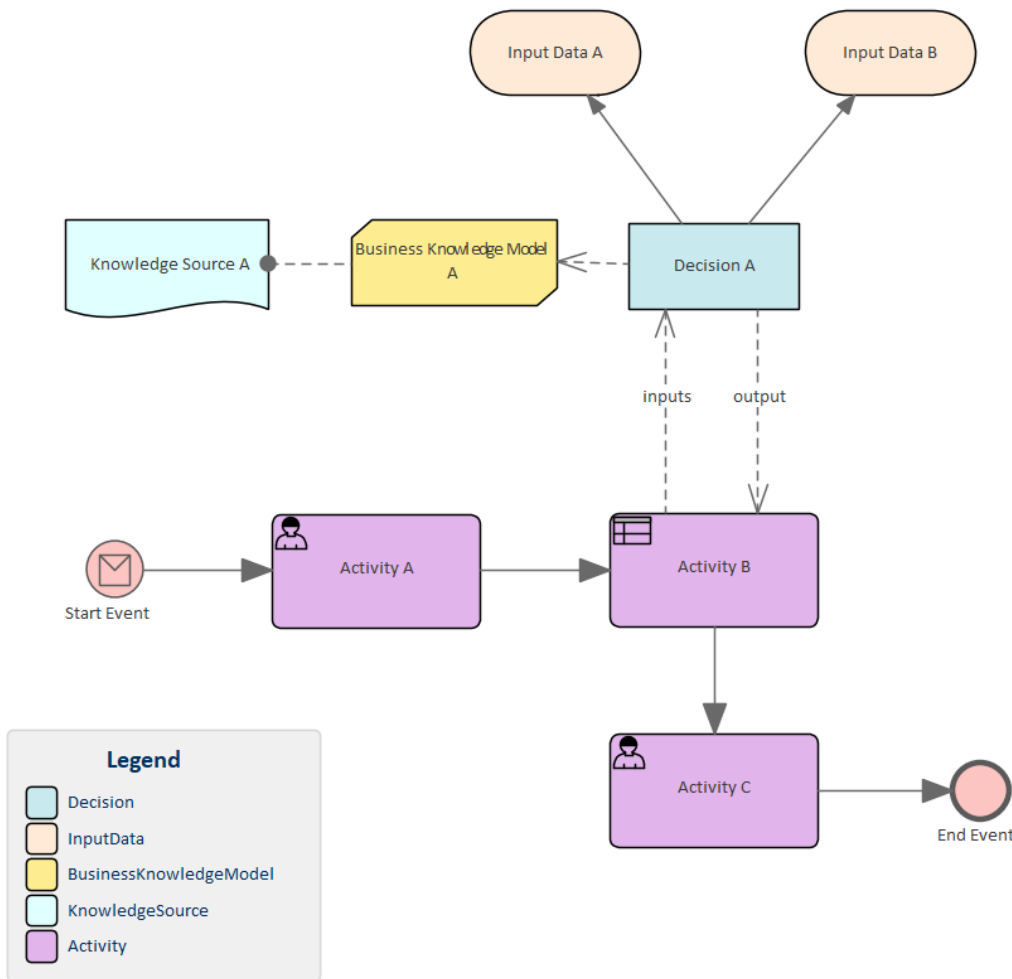 Input Data A
Input Data B
Knowledge Source A
Business Knowledge Model
A
Decision A
inputs
output
Activity A
Activity B
Start Event
Activity C
End Event
Legend
Decision
InputData
BusinessKnowledgeModel
KnowledgeSource
Activity